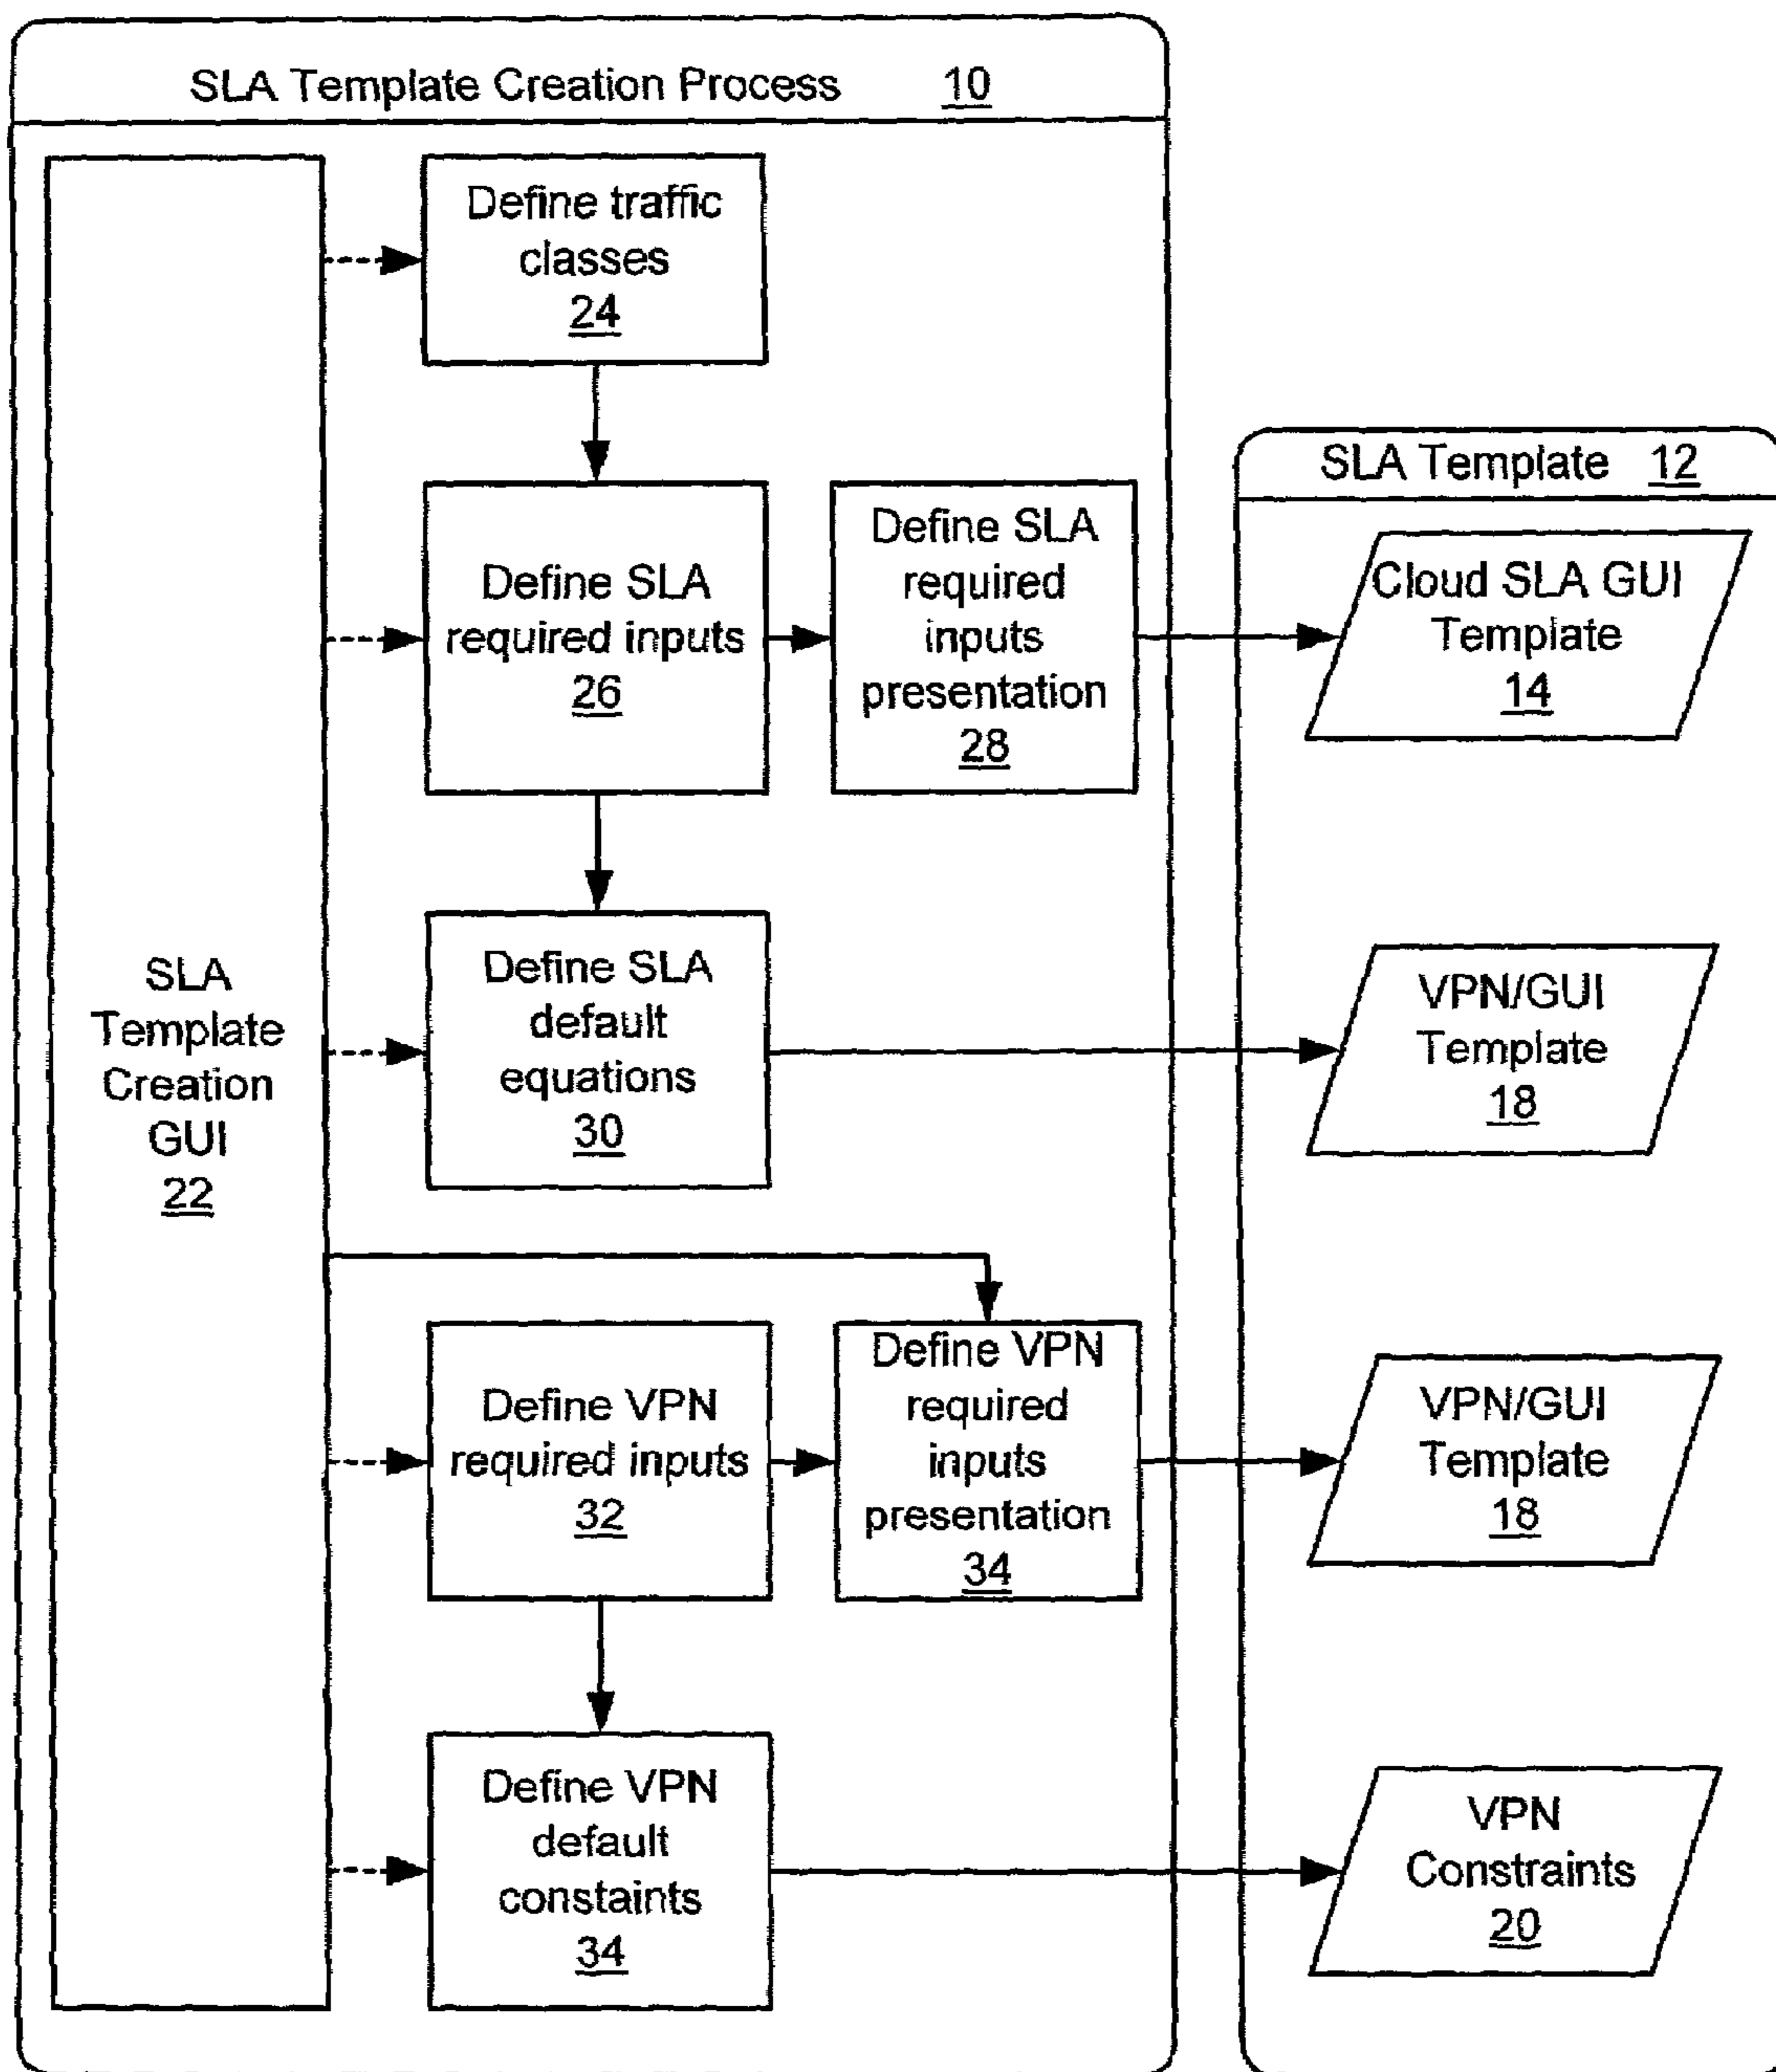 SLA Template Creation Process 10
Define traffic
classes
24
SLA Template 12
Define SLA
required inputs
26
Define SLA
required
inputs
presentation
28
Cloud SLA GUI
Template
14
SLA
Template
Creation
GUI
22
Define SLA
default
equations
30
VPN/GUI
Template
18
Define VPN
required inputs
32
Define VPN
required
inputs
presentation
34
VPN/GUI
Template
18
Define VPN
default
constaints
34
VPN
Constraints
20